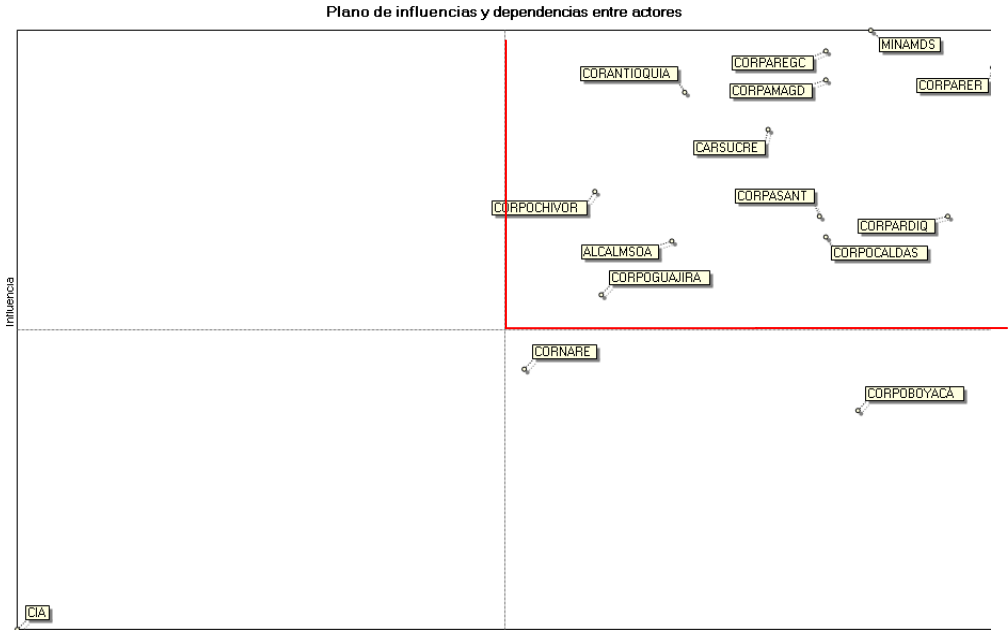 Plano de influencias y dependencias entre actores
MINAMDS
CORPAREGC
CORANTIOQUIA
CORPARER
CORPAMAGD
CARSUCRE
CORPASANT
CORPOCHIVOR
CORPARDIQ
ALCALMSOA
CORPOCALDAS
CORPOGUAJIRA
Influencia
CORNARE
CORPOBOYACÁ
CIA